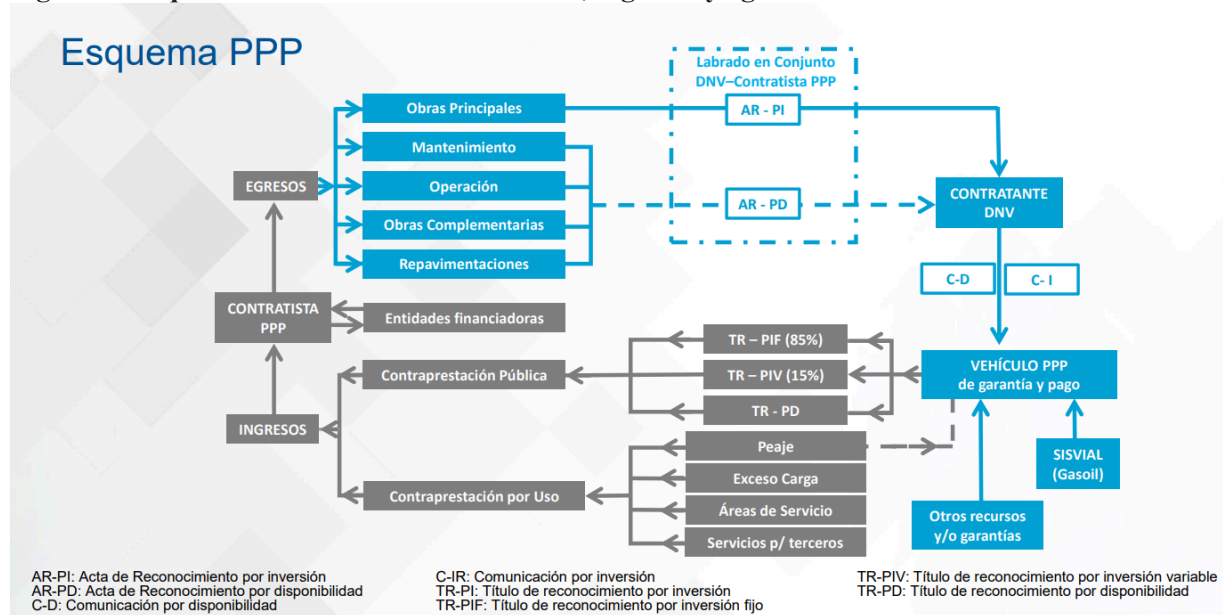 Esquema PPP
Labrado en Conjunto
DNV–Contratista PPP
Obras Principales
AR - PI
Mantenimiento
EGRESOS
Operación
AR - PD
CONTRATANTE
DNV
Obras Complementarias
Repavimentaciones
C-D
C- I
CONTRATISTA
PPP
Entidades financiadoras
TR – PIF (85%)
Contraprestación Pública
TR – PIV (15%)
VEHÍCULO PPP
de garantía y pago
TR - PD
INGRESOS
Peaje
SISVIAL
(Gasoil)
Exceso Carga
Contraprestación por Uso
Áreas de Servicio
Otros recursos
y/o garantías
Servicios p/ terceros
AR-PI: Acta de Reconocimiento por inversión
AR-PD: Acta de Reconocimiento por disponibilidad
C-D: Comunicación por disponibilidad
C-IR: Comunicación por inversión
TR-PI: Título de reconocimiento por inversión
TR-PIF: Título de reconocimiento por inversión fijo
TR-PIV: Título de reconocimiento por inversión variable
TR-PD: Título de reconocimiento por disponibilidad